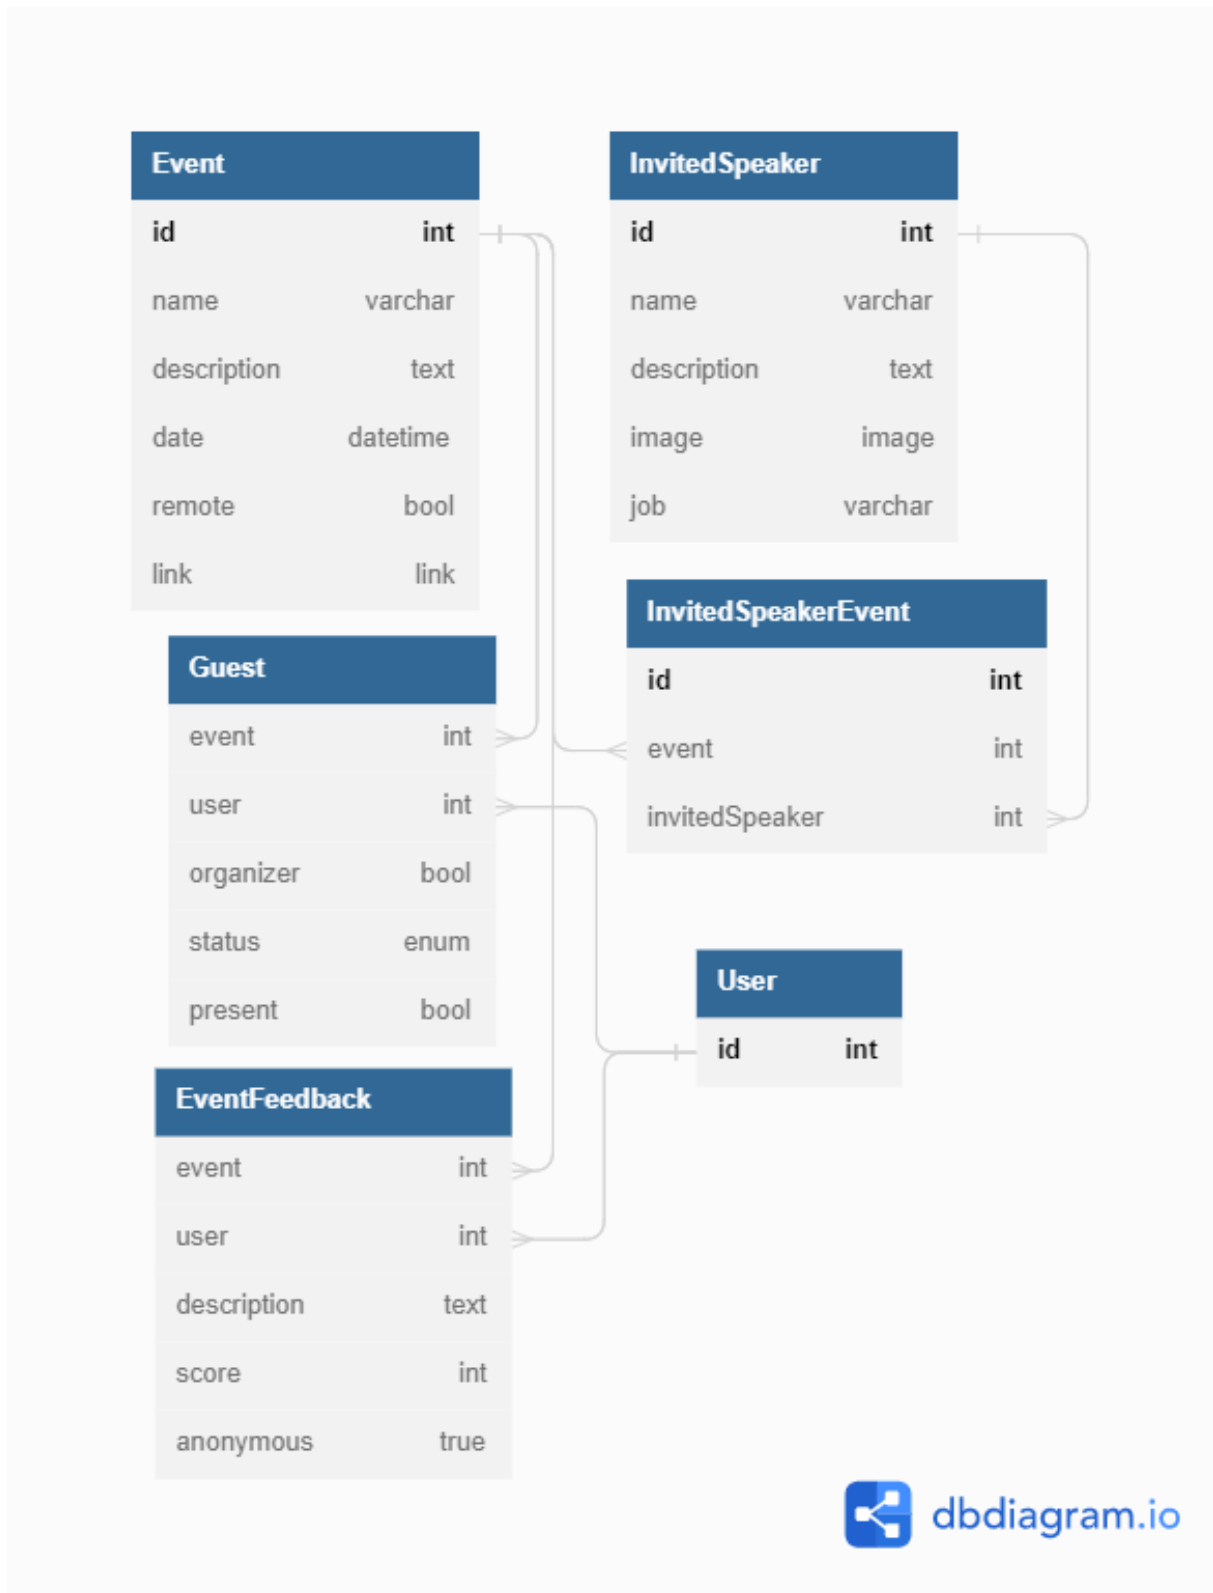 Event
id int
name varchar
description text
date datetime
remote bool
link link
InvitedSpeaker
id int
name varchar
description text
image image
job varchar
Guest
event int
user int
organizer bool
status enum
present bool
InvitedSpeakerEvent
id int
event int
invitedSpeaker int
User
id int
EventFeedback
event int
user int
description text
score int
anonymous true
dbdiagram.io